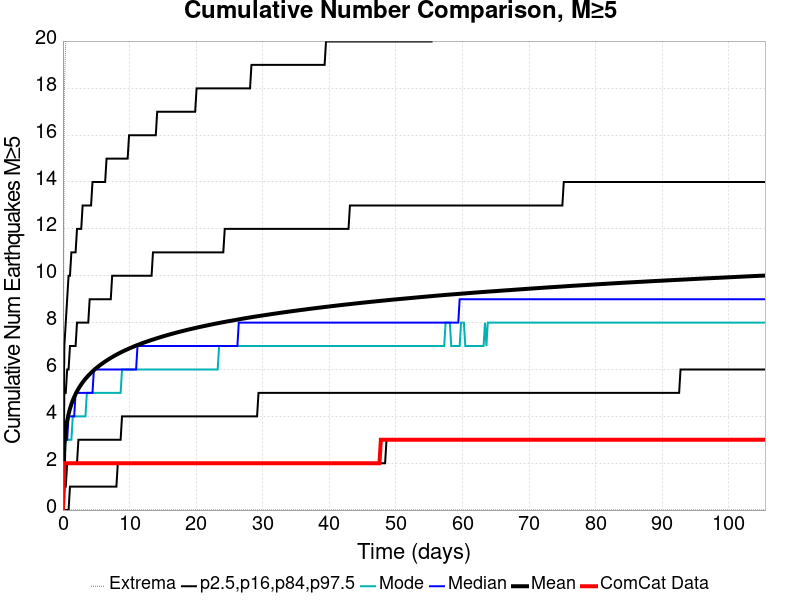 Cumulative Number Comparison, M≥5
Cumulative Num Earthquakes M≥5
20
18
16
14
12
10
8
6
4
2
0
0 10 20 30 40 50 60 70 80 90 100
Time (days)
Extrema p2.5,p16,p84,p97.5 Mode Median Mean ComCat Data